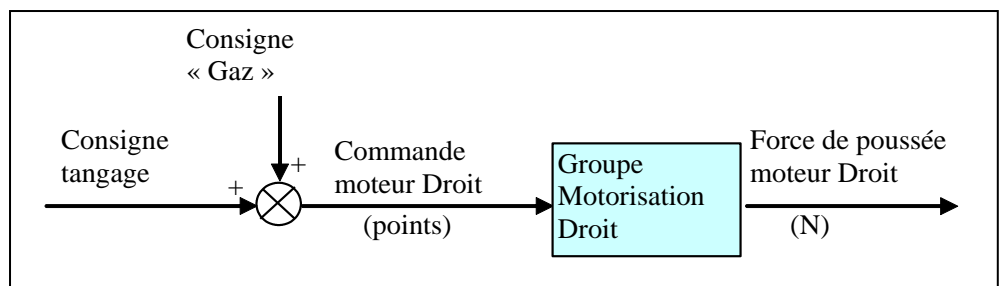 Consigne
« Gaz »
Consigne
tangage
+
+
Commande
moteur Droit
(points)
Groupe
Motorisation
Droit
Force de poussée
moteur Droit
(N)